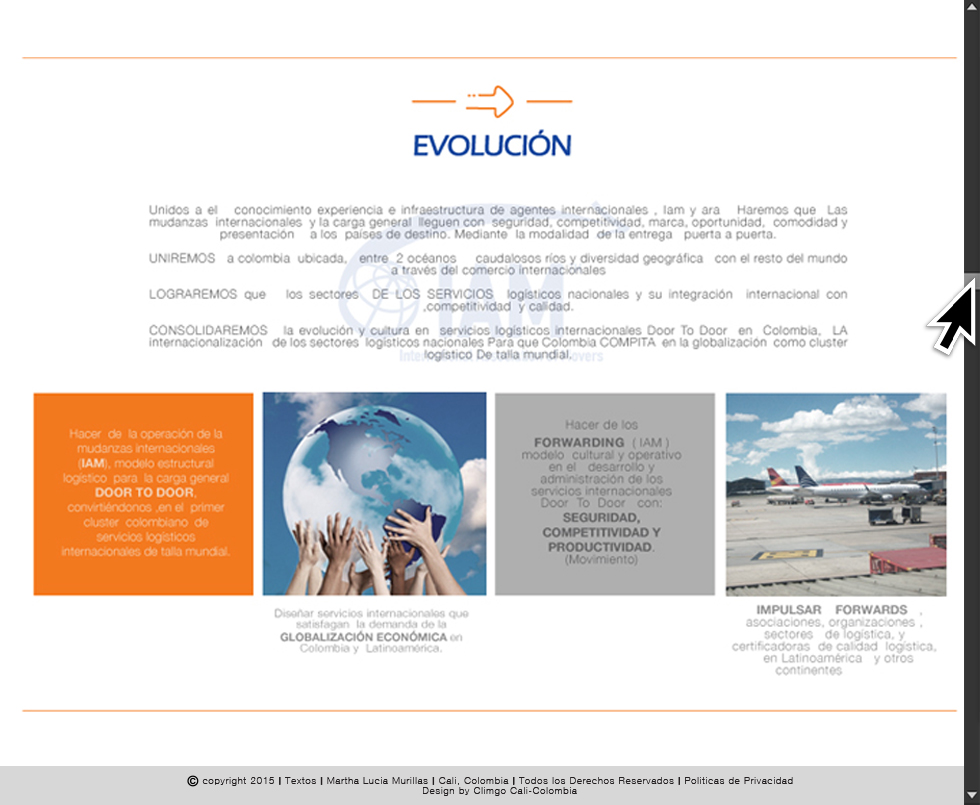 EVOLUCIÓN
Unidos a el conocimiento experiencia e infraestructura de agentes internacionales , Iam y ara Haremos que Las
mudanzas internacionales y la carga general lleguen con seguridad, competitividad, marca, oportunidad, comodidad y
presentación a los países de destino. Mediante la modalidad de la entrega puerta a puerta.
UNIREMOS a colombia ubicada, entre 2 océanos caudalosos ríos y diversidad geográfica con el resto del mundo
a través del comercio internacionales
LOGRAREMOS que los sectores DE LOS SERVICIOS logísticos nacionales y su integración internacional con
,competitividad y calidad.
CONSOLIDAREMOS la evolución y cultura en servicios logísticos internacionales Door To Door en Colombia, LA
internacionalización de los sectores logísticos nacionales Para que Colombia COMPITA en la globalización como cluster
logístico De talla mundial.
IAM
Hacer de la operación de la
mudanzas internacionales
(IAM), modelo estructural
logístico para la carga general
DOOR TO DOOR,
convirtiéndonos ,en el primer
cluster colombiano de
servicios logísticos
internacionales de talla mundial.
Diseñar servicios internacionales que
satisfagan la demanda de la
GLOBALIZACIÓN ECONÓMICA en
Colombia y Latinoamérica.
Hacer de los
FORWARDING ( IAM )
modelo cultural y operativo
en el desarrollo y
administración de los
servicios internacionales
Door To Door con:
SEGURIDAD,
COMPETITIVIDAD Y
PRODUCTIVIDAD.
(Movimiento)
IMPULSAR FORWARDS ,
asociaciones, organizaciones ,
sectores de logística, y
certificadoras de calidad logística,
en Latinoamérica y otros
continentes
© copyright 2015 | Textos | Martha Lucia Murillas | Cali, Colombia | Todos los Derechos Reservados | Politicas de Privacidad
Design by Climgo Cali-Colombia